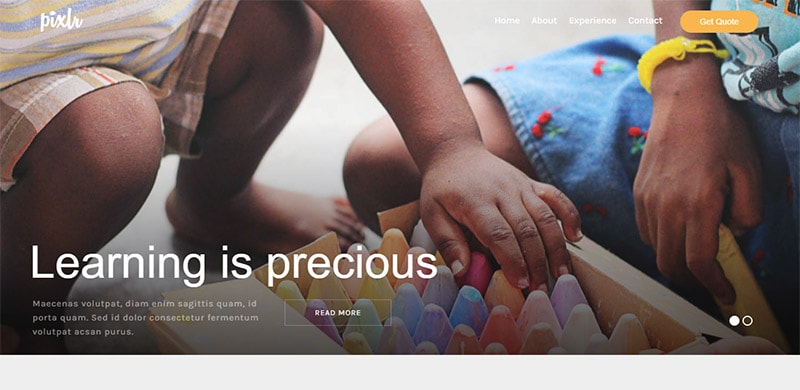 pixlr
Home About Experience Contact Get Quote
Learning is precious
Maecenas volutpat, diam enim sagittis quam, id
porta quam. Sed id dolor consectetur fermentum
volutpat acsan purus.
READ MORE